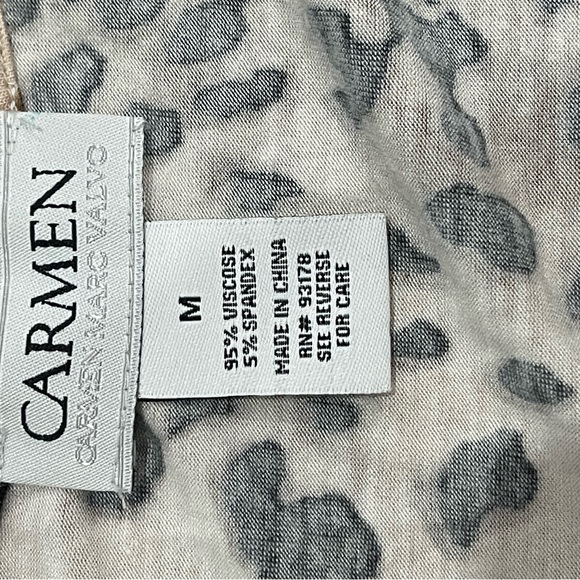 CARMEN
CARMEN MARC VALVO
M
95% VISCOSE
5% SPANDEX
MADE IN CHINA
RN# 93178
SEE REVERSE
FOR CARE